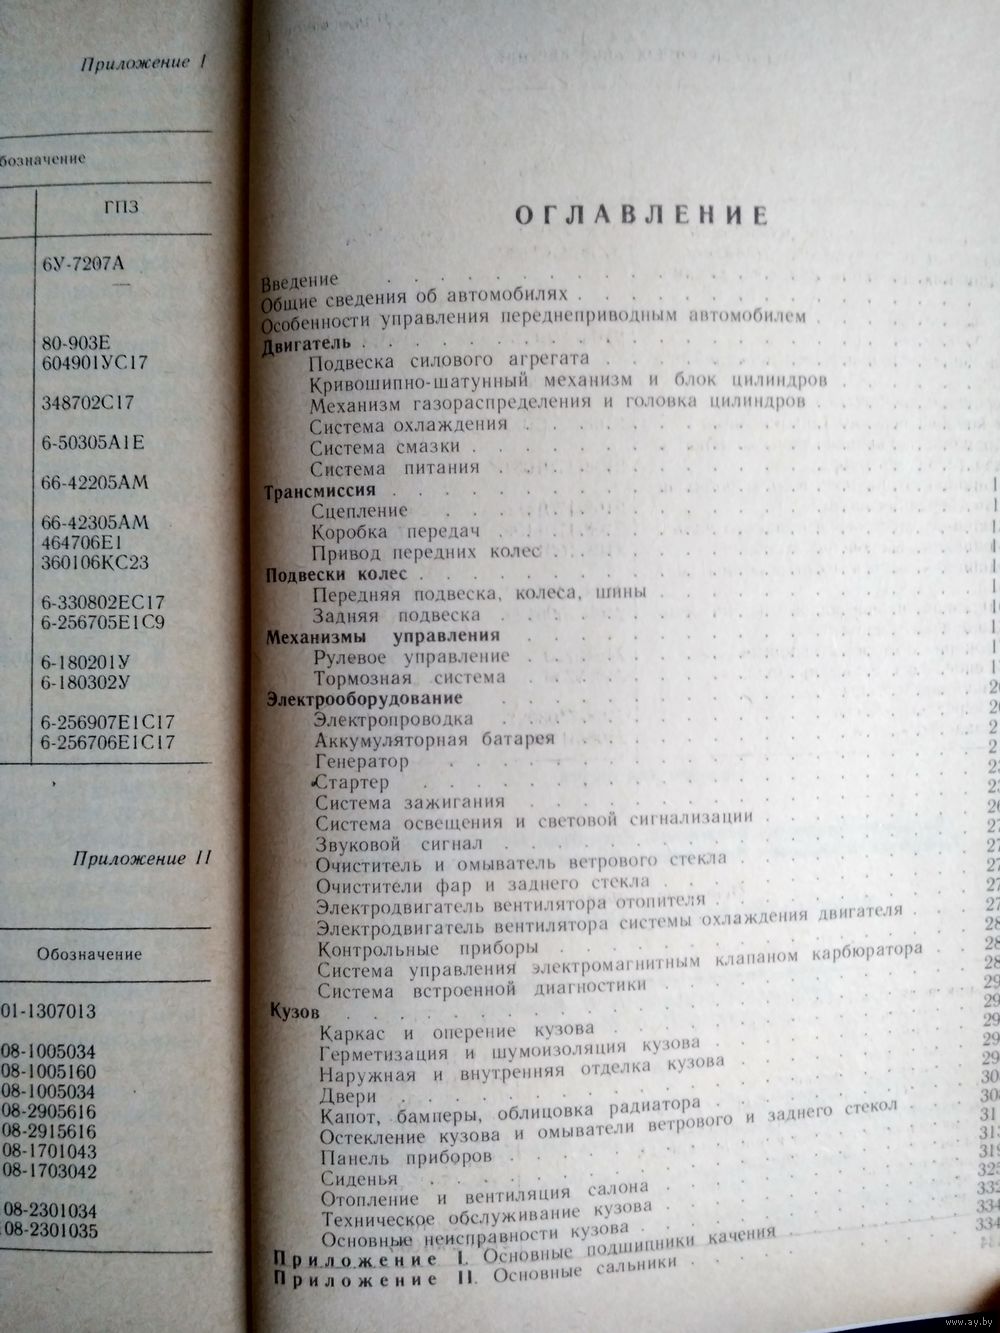 Приложение I
бозначение
ГПЗ
6У-7207А
80-903Е
604901УС17
348702С17
6-50305А1Е
66-42205АМ
66-42305АМ
464706Е1
360106КС23
6-330802ЕС17
6-256705Е1С9
6-180201У
6-180302У
6-256907Е1С17
6-256706Е1С17
Приложение II
Обозначение
01-1307013
08-1005034
08-1005160
08-1005034
08-2905616
08-2915616
08-1701043
08-1703042
08-2301034
08-2301035
ОГЛАВЛЕНИЕ
Введение
Общие сведения об автомобилях
Особенности управления переднеприводным автомобилем
Двигатель
Подвеска силового агрегата
Кривошипно-шатунный механизм и блок цилиндров
Механизм газораспределения и головка цилиндров
Система охлаждения
Система смазки
Система питания
Трансмиссия
Сцепление
Коробка передач
Привод передних колес
Подвески колес
Передняя подвеска, колеса, шины
Задняя подвеска
Механизмы управления
Рулевое управление
Тормозная система
Электрооборудование
Электропроводка
Аккумуляторная батарея
Генератор
Стартер
Система зажигания
Система освещения и световой сигнализации
Звуковой сигнал
Очиститель и омыватель ветрового стекла
Очистители фар и заднего стекла
Электродвигатель вентилятора отопителя
Электродвигатель вентилятора системы охлаждения двигателя
Контрольные приборы
Система управления электромагнитным клапаном карбюратора
Система встроенной диагностики
Кузов
Каркас и оперение кузова
Герметизация и шумоизоляция кузова
Наружная и внутренняя отделка кузова
Двери
Капот, бамперы, облицовка радиатора
Остекление кузова и омыватели ветрового и заднего стекол
Панель приборов
Сиденья
Отопление и вентиляция салона
Техническое обслуживание кузова
Основные неисправности кузова
Приложение I. Основные подшипники качения
Приложение II. Основные сальники
www.ay.by